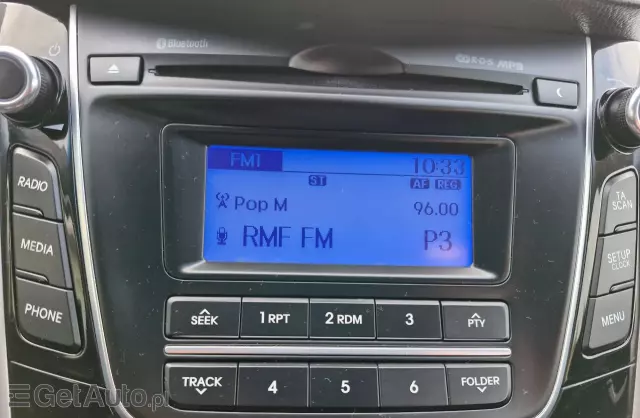 Bluetooth
RDS MP3
FM1 10:33
ST AF REG
Pop M 96.00
RMF FM P3
RADIO
MEDIA
PHONE
TA
SCAN
SETUP
CLOCK
MENU
SEEK 1 RPT 2 RDM 3 PTY
TRACK 4 5 6 FOLDER
GetAuto.pl